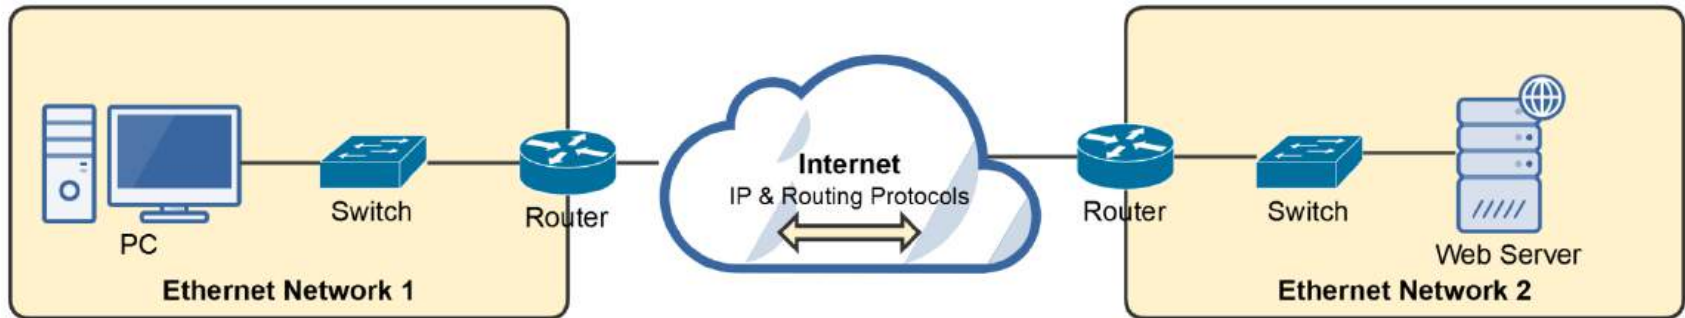 PC
Switch
Router
Ethernet Network 1
Internet
IP & Routing Protocols
Router
Switch
Web Server
Ethernet Network 2